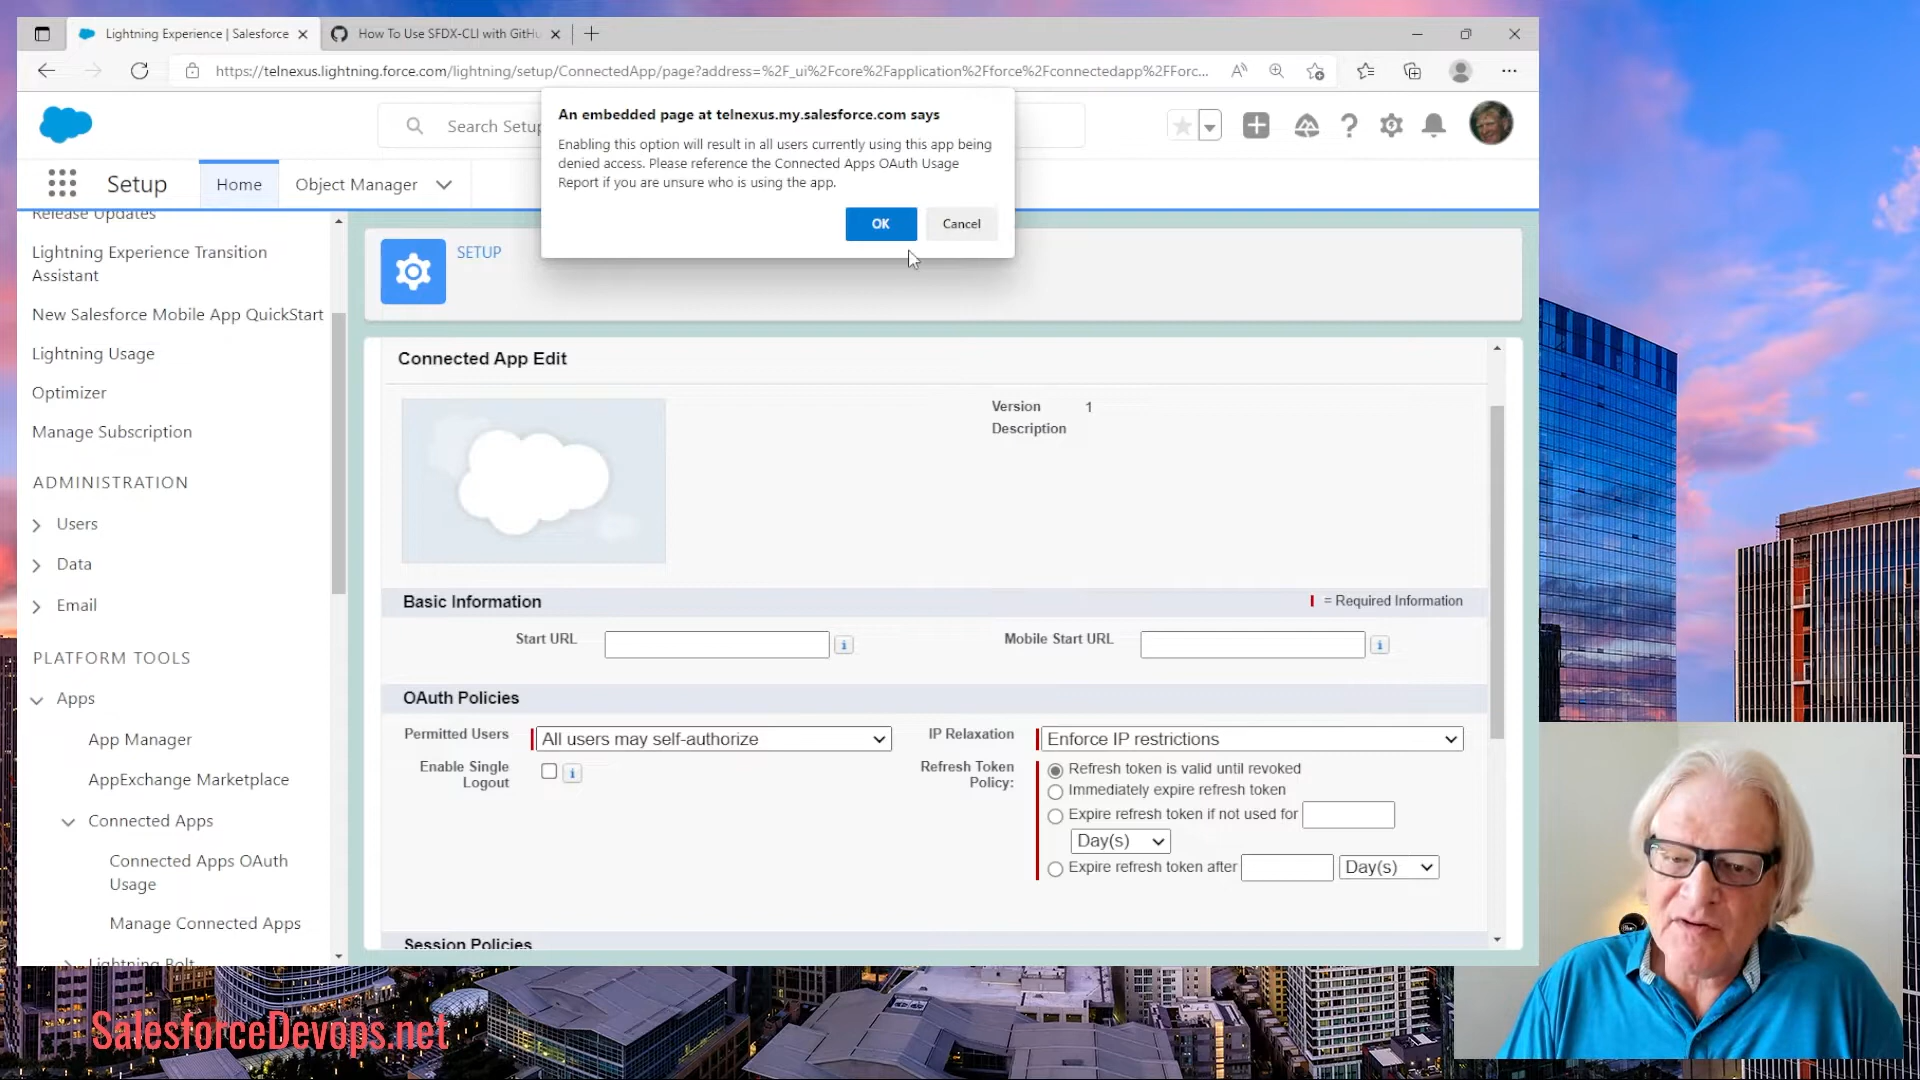 Lightning Experience | Salesforce
How To Use SFDX-CLI with GitHu
https://telnexus.lightning.force.com/lightning/setup/ConnectedApp/page?address=%2F_ui%2Fcore%2Fapplication%2Fforce%2Fconnectedapp%2FForc...
An embedded page at telnexus.my.salesforce.com says
Enabling this option will result in all users currently using this app being
denied access. Please reference the Connected Apps OAuth Usage
Report if you are unsure who is using the app.
OK
Cancel
Search Setu
Setup
Home
Object Manager
Release Updates
Lightning Experience Transition
Assistant
New Salesforce Mobile App QuickStart
Lightning Usage
Optimizer
Manage Subscription
ADMINISTRATION
Users
Data
Email
PLATFORM TOOLS
Apps
App Manager
AppExchange Marketplace
Connected Apps
Connected Apps OAuth
Usage
Manage Connected Apps
Lightning Bolt
SETUP
Connected App Edit
Version 1
Description
Basic Information
= Required Information
Start URL
Mobile Start URL
OAuth Policies
Permitted Users
All users may self-authorize
IP Relaxation
Enforce IP restrictions
Enable Single
Logout
Refresh Token
Policy:
Refresh token is valid until revoked
Immediately expire refresh token
Expire refresh token if not used for
Day(s)
Expire refresh token after
Day(s)
Session Policies
SalesforceDevops.net